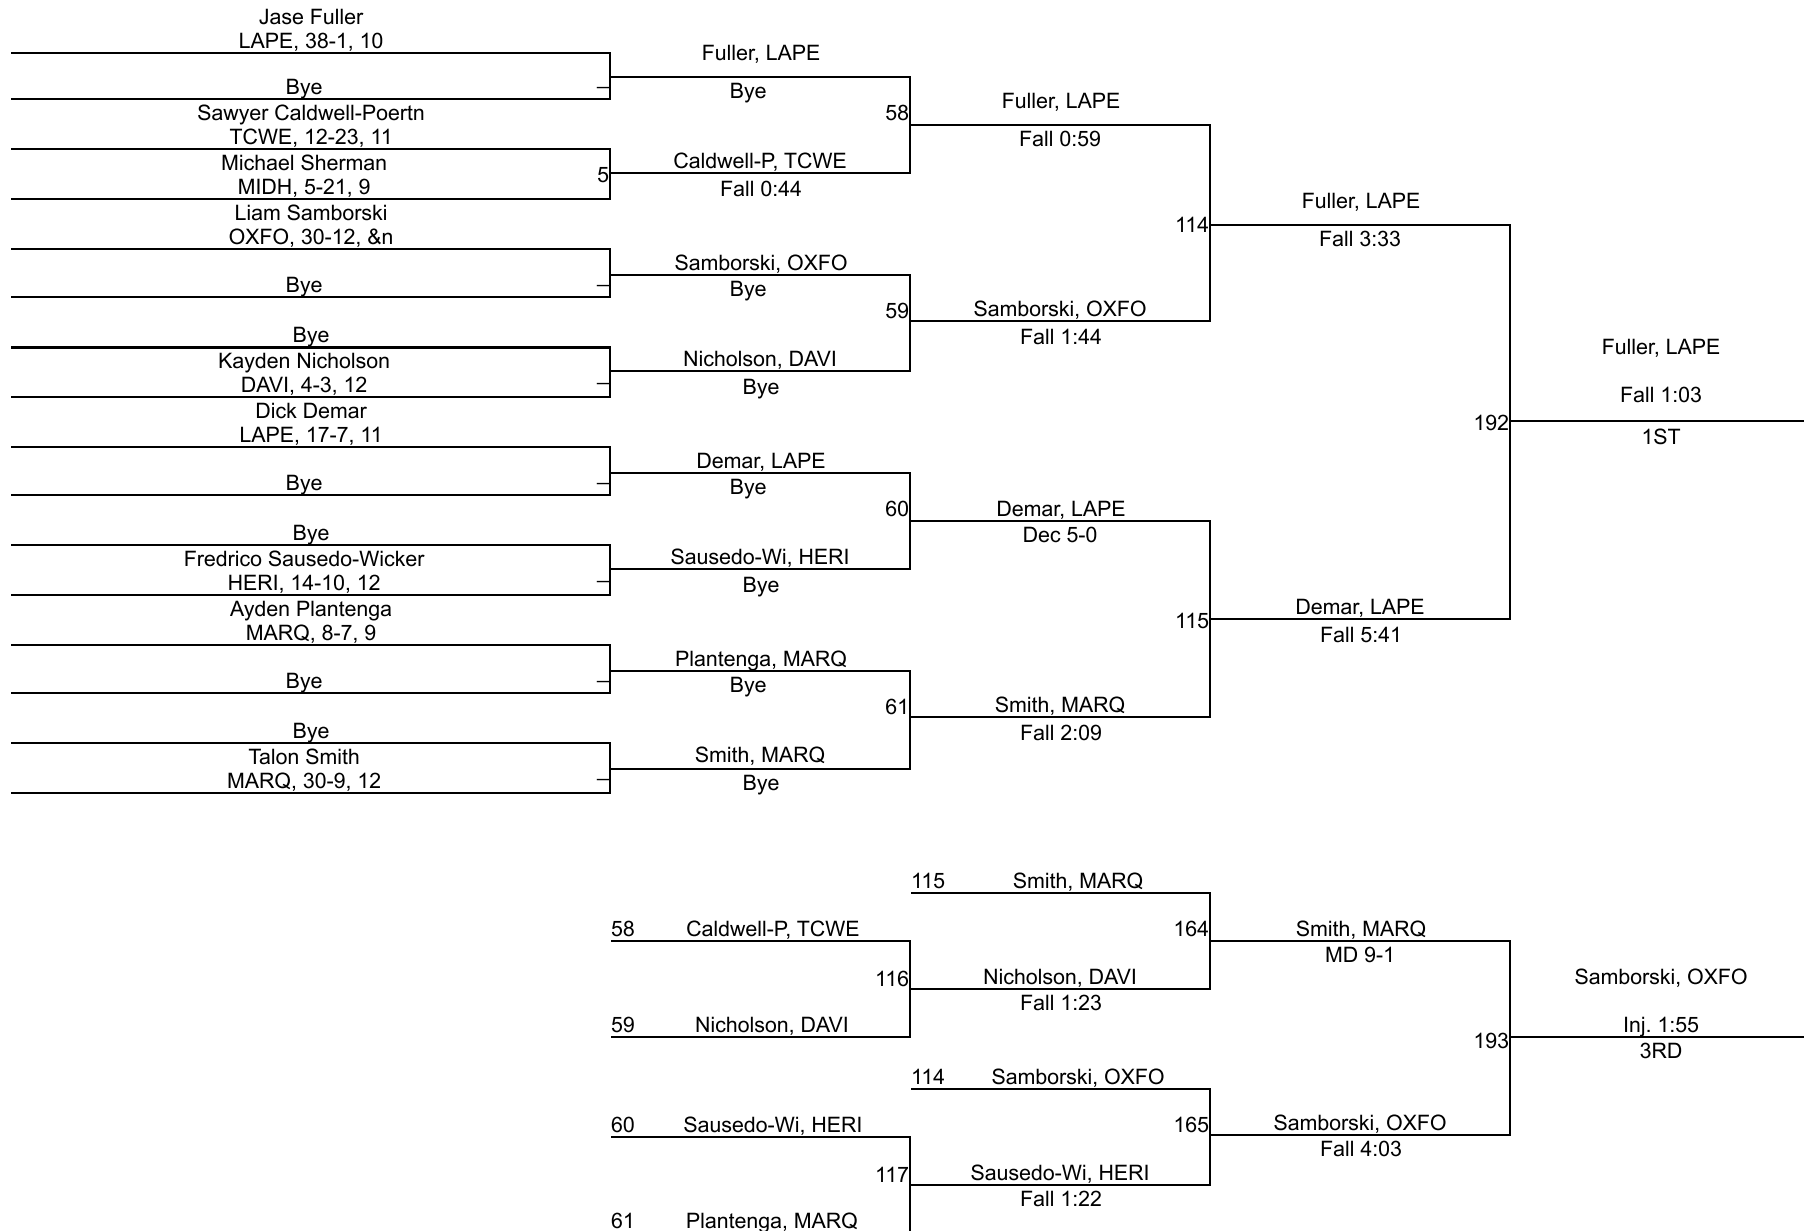 Jase Fuller
LAPE, 38-1, 10
Bye
Sawyer Caldwell-Poertn
TCWE, 12-23, 11
Michael Sherman
MIDH, 5-21, 9
5
Liam Samborski
OXFO, 30-12, &n
Bye
Bye
Kayden Nicholson
DAVI, 4-3, 12
Dick Demar
LAPE, 17-7, 11
Bye
Bye
Fredrico Sausedo-Wicker
HERI, 14-10, 12
Ayden Plantenga
MARQ, 8-7, 9
Bye
Bye
Talon Smith
MARQ, 30-9, 12
Fuller, LAPE
Bye
58
Caldwell-P, TCWE
Fall 0:44
Samborski, OXFO
Bye
59
Nicholson, DAVI
Bye
Demar, LAPE
Bye
60
Sausedo-Wi, HERI
Bye
Plantenga, MARQ
Bye
61
Smith, MARQ
Bye
Fuller, LAPE
Fall 0:59
114
Samborski, OXFO
Fall 1:44
Demar, LAPE
Dec 5-0
115
Smith, MARQ
Fall 2:09
Fuller, LAPE
Fall 3:33
192
Demar, LAPE
Fall 5:41
Fuller, LAPE
Fall 1:03
1ST
115 Smith, MARQ
58 Caldwell-P, TCWE
164
Smith, MARQ
MD 9-1
116
Nicholson, DAVI
Fall 1:23
59 Nicholson, DAVI
Samborski, OXFO
Inj. 1:55
193
3RD
114 Samborski, OXFO
60 Sausedo-Wi, HERI
165
Samborski, OXFO
Fall 4:03
117
Sausedo-Wi, HERI
Fall 1:22
61 Plantenga, MARQ